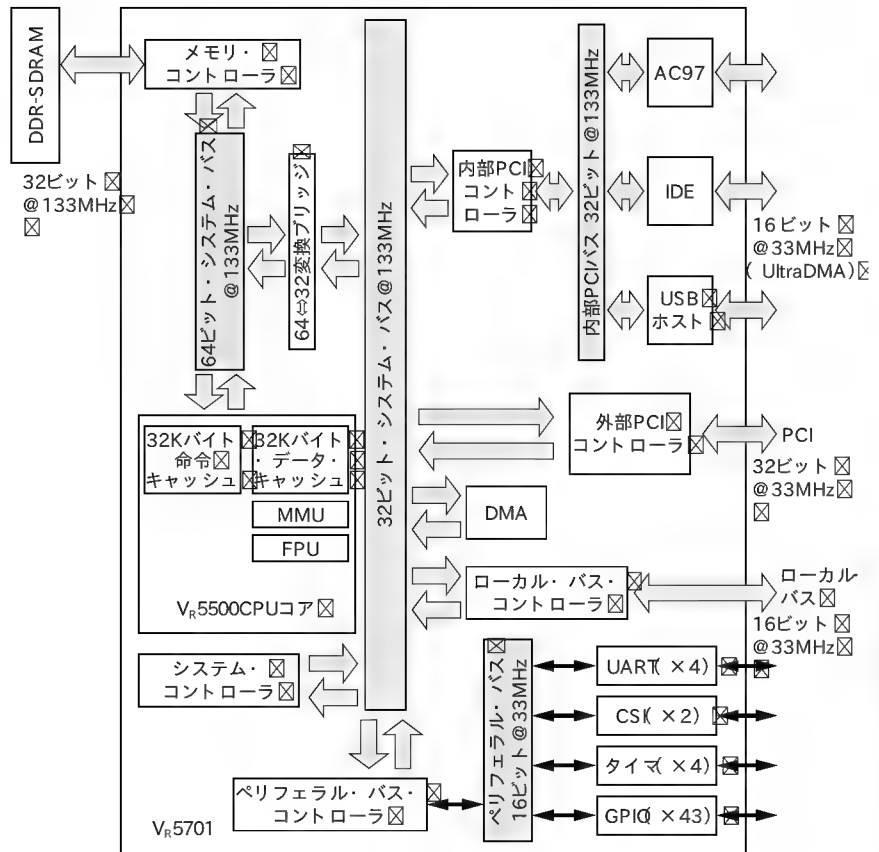 DDR-SDRAM
メモリ・
コントローラ
32ビット
@133MHz
64ビット・システム・バス
@133MHz
64⇔32変換ブリッジ
32ビット・システム・バス@133MHz
内部PCI
コント
ローラ
内部PCIバス 32ビット@133MHz
AC97
IDE
16ビット
@33MHz
(UltraDMA)
USB
ホスト
32Kバイト
命令
キャッシュ
32Kバイト
・データ・
キャッシュ
MMU
FPU
VR5500CPUコア
外部PCI
コントローラ
PCI
32ビット
@33MHz
DMA
ローカル・バス・
コントローラ
ローカル・
バス
16ビット
@33MHz
システム・
コントローラ
ペリフェラル・バス
16ビット@33MHz
UART(×4)
CSI(×2)
タイマ(×4)
GPIO(×43)
ペリフェラル・バス・
コントローラ
VR5701